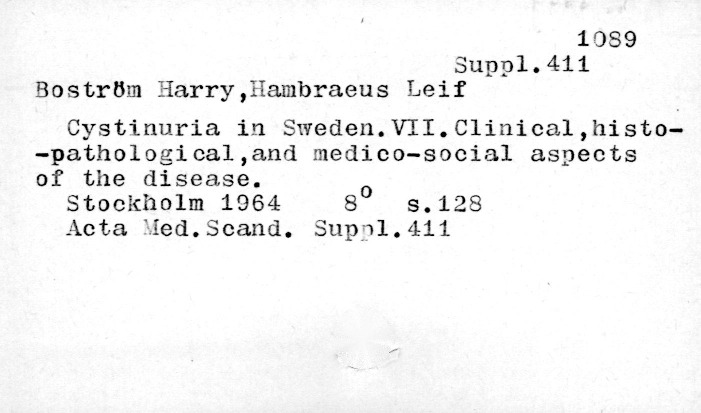 1089
Suppl.411
Boström Harry,Hambraeus Leif
Cystinuria in Sweden.VII.Clinical,histo-
-pathological,and medico-social aspects
of the disease.
Stockholm 1964 8° s.128
Acta Med.Scand. Suppl.411